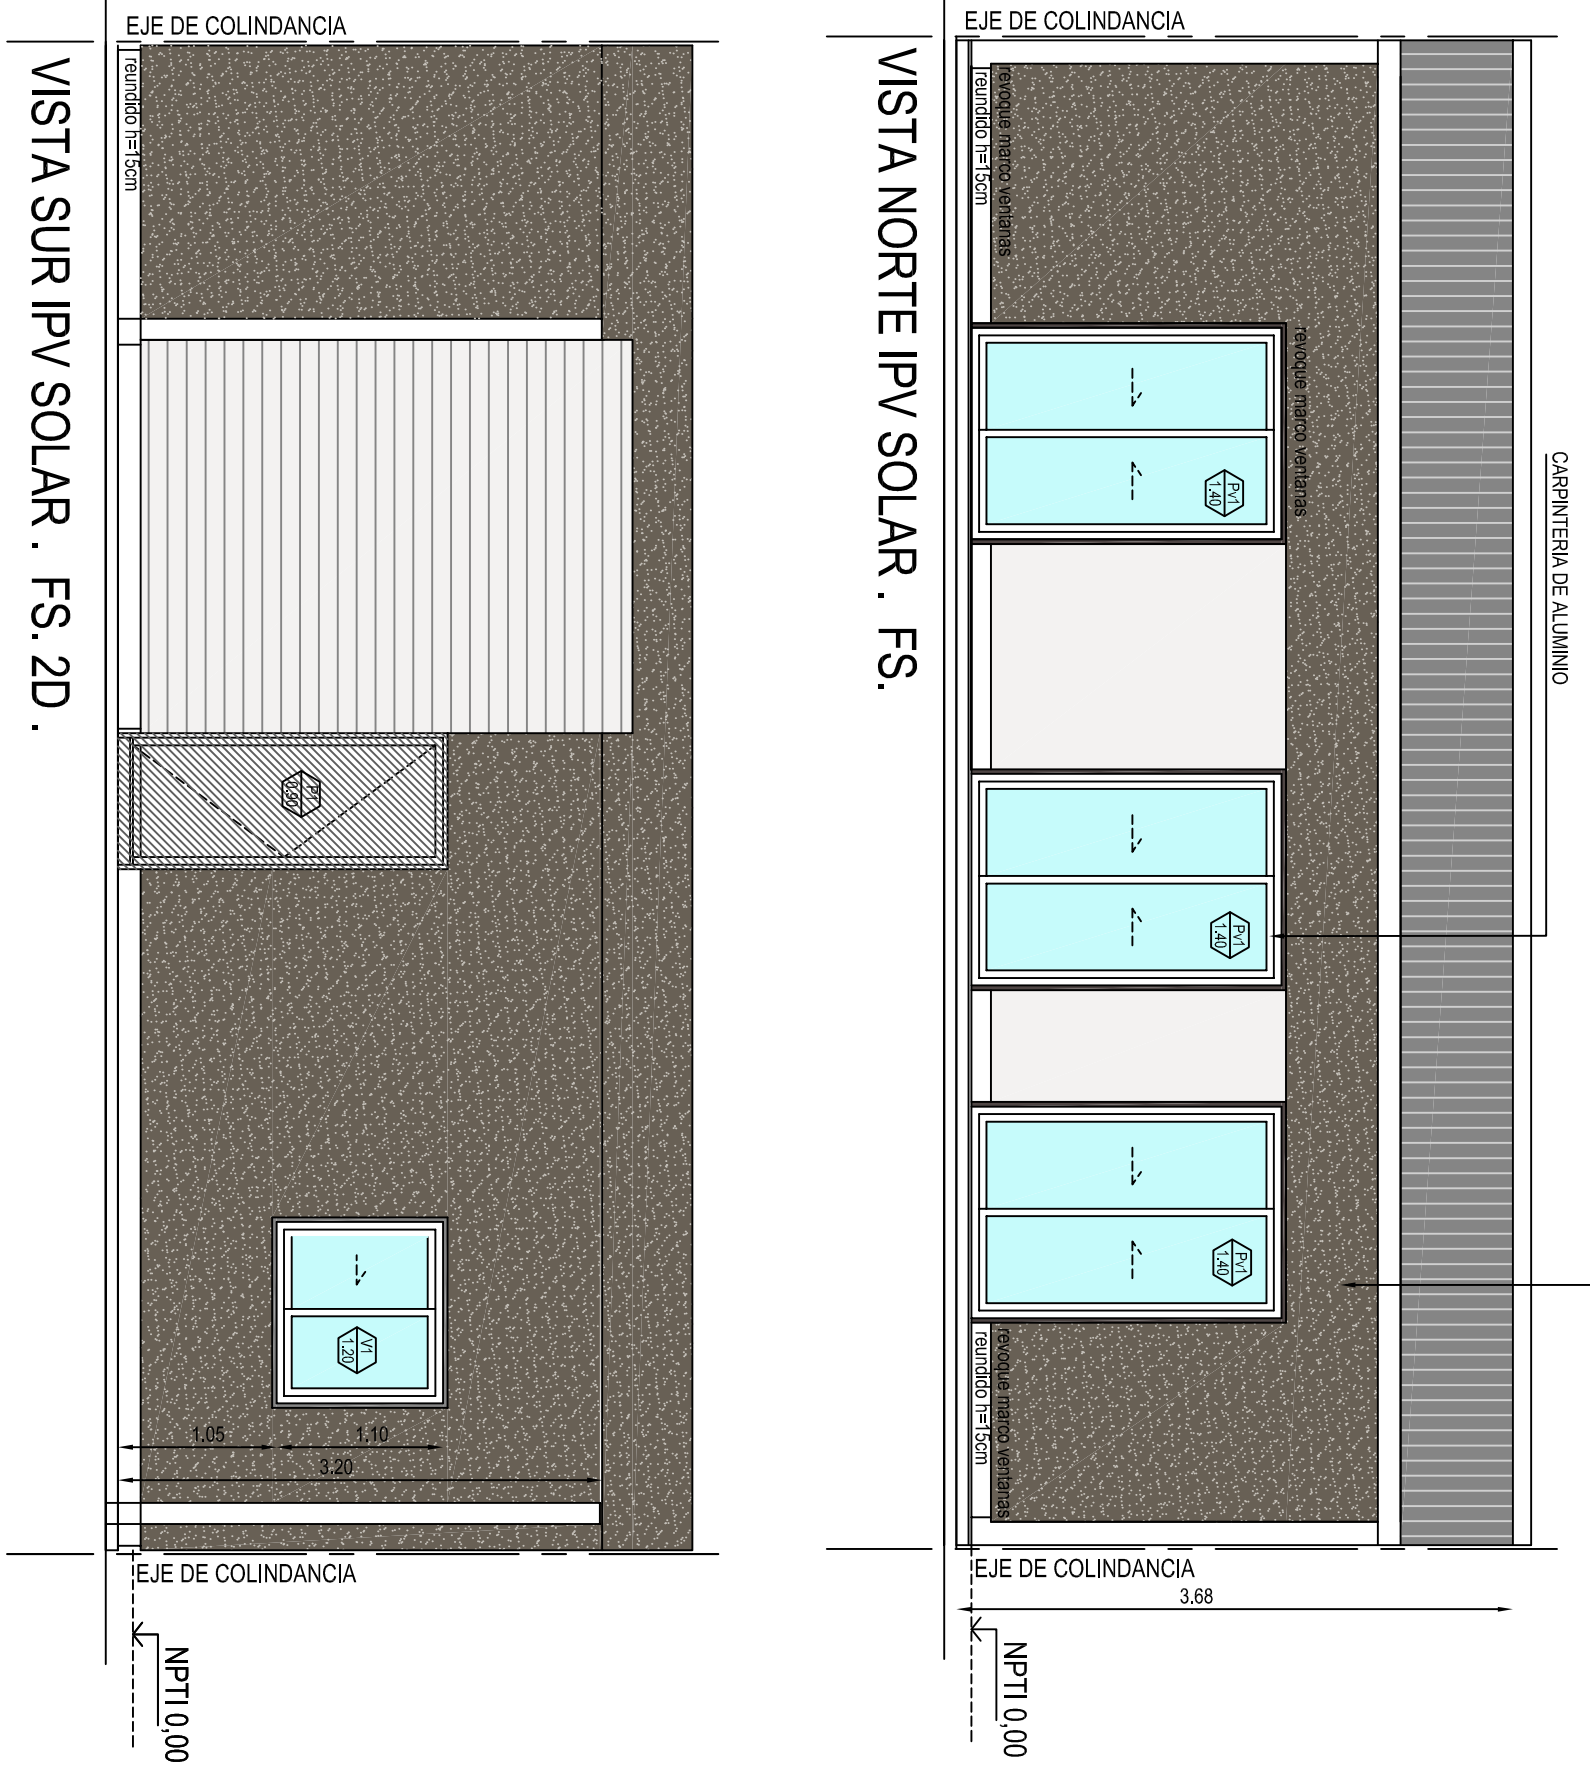 EJE DE COLINDANCIA
CARPINTERIA DE ALUMINIO
revoque marco ventanas
Pv1
1.40
Pv1
1.40
Pv1
1.40
revoque marco ventanas
reundido h=15cm
revoque marco ventanas
reundido h=15cm
EJE DE COLINDANCIA
3.68
NPTI 0,00
VISTA NORTE IPV SOLAR . FS.
EJE DE COLINDANCIA
reundido h=15cm
P1
0.90
V1
1.20
1.10
1.05
3.20
EJE DE COLINDANCIA
NPTI 0,00
VISTA SUR IPV SOLAR . FS. 2D .